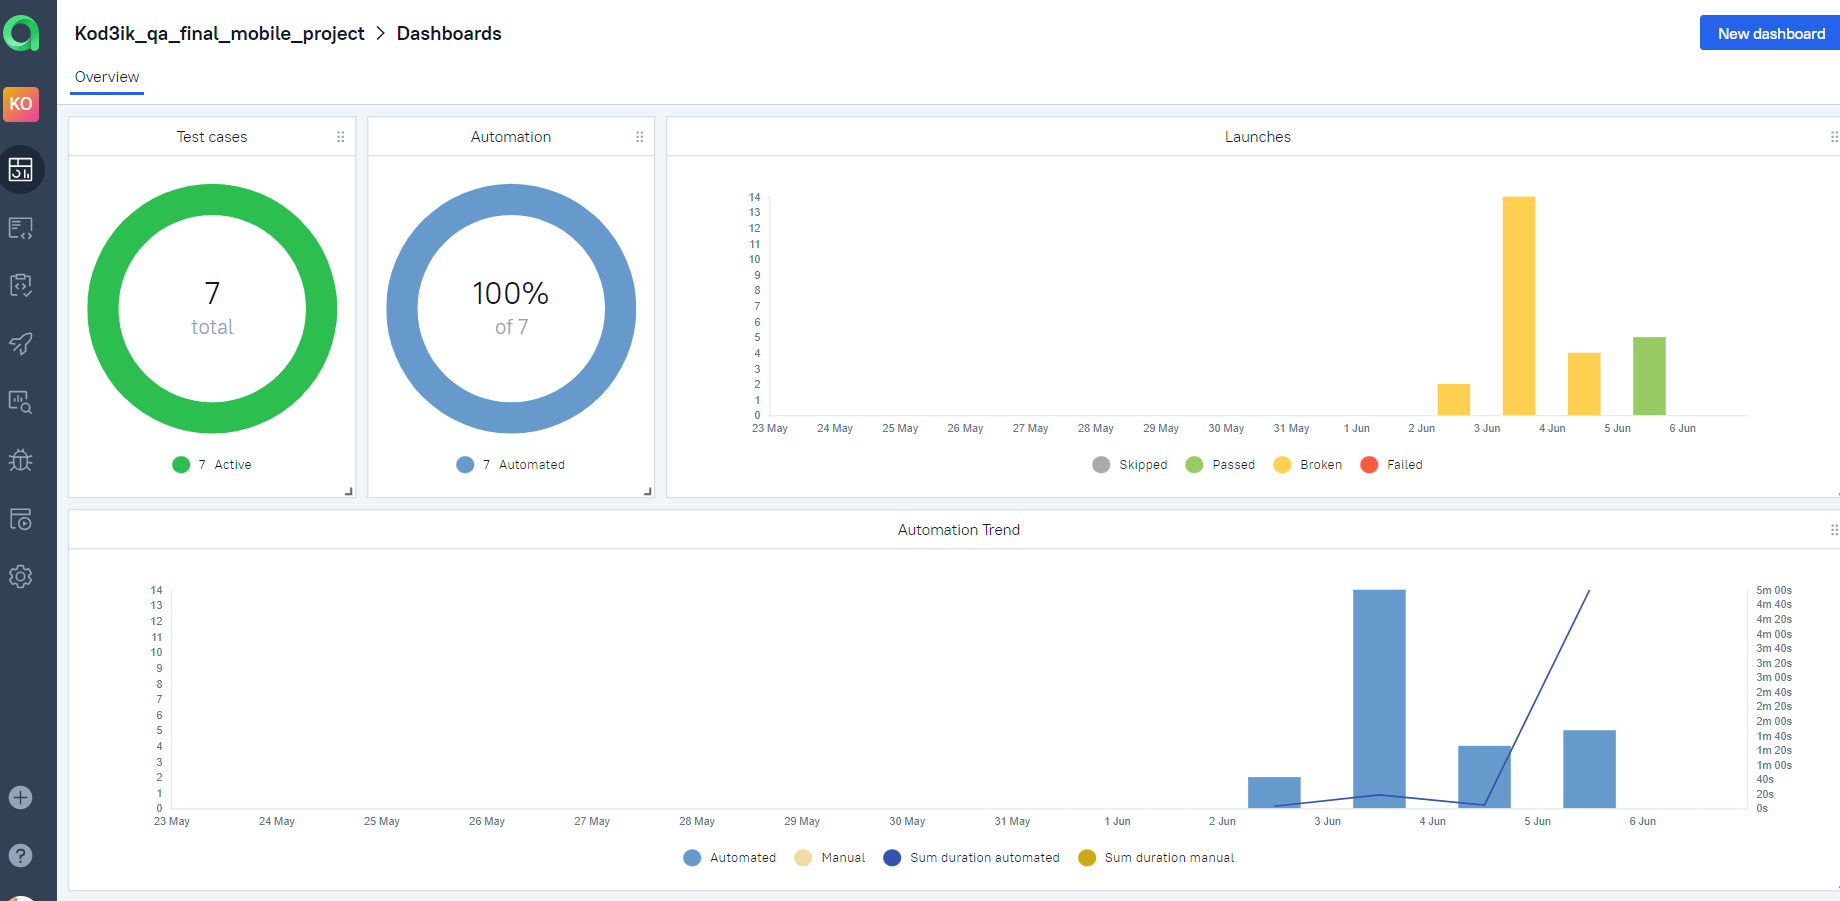 Kod3ik_qa_final_mobile_project > Dashboards
New dashboard
Overview
KO
Test cases
7
total
7 Active
Automation
100%
of 7
7 Automated
Launches
14
13
12
11
10
9
8
7
6
5
4
3
2
1
0
23 May 24 May 25 May 26 May 27 May 28 May 29 May 30 May 31 May 1 Jun 2 Jun 3 Jun 4 Jun 5 Jun 6 Jun
Skipped Passed Broken Failed
Automation Trend
14
13
12
11
10
9
8
7
6
5
4
3
2
1
0
5m 00s
4m 40s
4m 20s
4m 00s
3m 40s
3m 20s
3m 00s
2m 40s
2m 20s
2m 00s
1m 40s
1m 20s
1m 00s
40s
20s
0s
23 May 24 May 25 May 26 May 27 May 28 May 29 May 30 May 31 May 1 Jun 2 Jun 3 Jun 4 Jun 5 Jun 6 Jun
Automated Manual Sum duration automated Sum duration manual